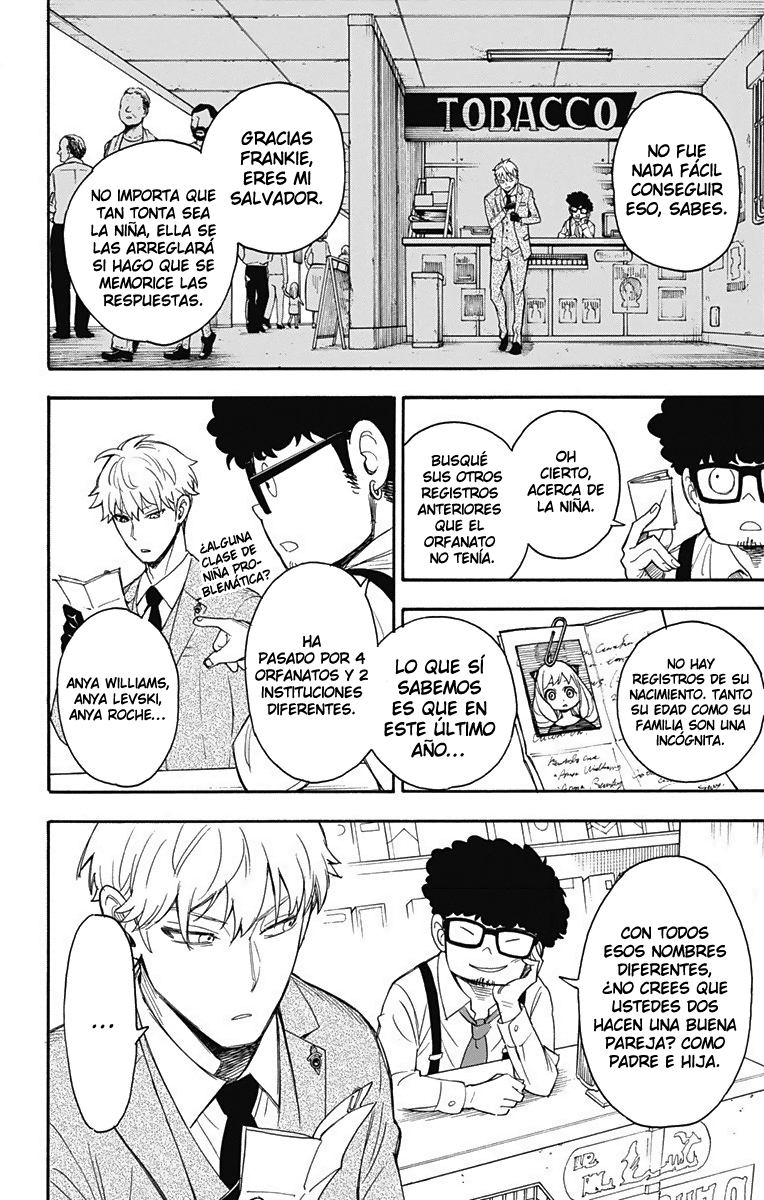 TOBACCO
NO FUE
NADA FÁCIL
CONSEGUIR
ESO, SABES.
GRACIAS
FRANKIE,
ERES MI
SALVADOR.
NO IMPORTA QUE
TAN TONTA SEA
LA NIÑA, ELLA SE
LAS ARREGLARÁ
SI HAGO QUE SE
MEMORICE LAS
RESPUESTAS.
OH
CIERTO,
ACERCA DE
LA NIÑA.
BUSQUÉ
SUS OTROS
REGISTROS
ANTERIORES
QUE EL
ORFANATO
NO TENÍA.
¿ALGUNA
CLASE DE
NIÑA PRO-
BLEMÁTICA?
NO HAY
REGISTROS DE SU
NACIMIENTO. TANTO
SU EDAD COMO SU
FAMILIA SON UNA
INCÓGNITA.
LO QUE SÍ
SABEMOS
ES QUE EN
ESTE ÚLTIMO
AÑO...
HA
PASADO POR 4
ORFANATOS Y 2
INSTITUCIONES
DIFERENTES.
ANYA WILLIAMS,
ANYA LEVSKI,
ANYA ROCHE...
CON TODOS
ESOS NOMBRES
DIFERENTES,
¿NO CREES QUE
USTEDES DOS
HACEN UNA BUENA
PAREJA? COMO
PADRE E HIJA.
...